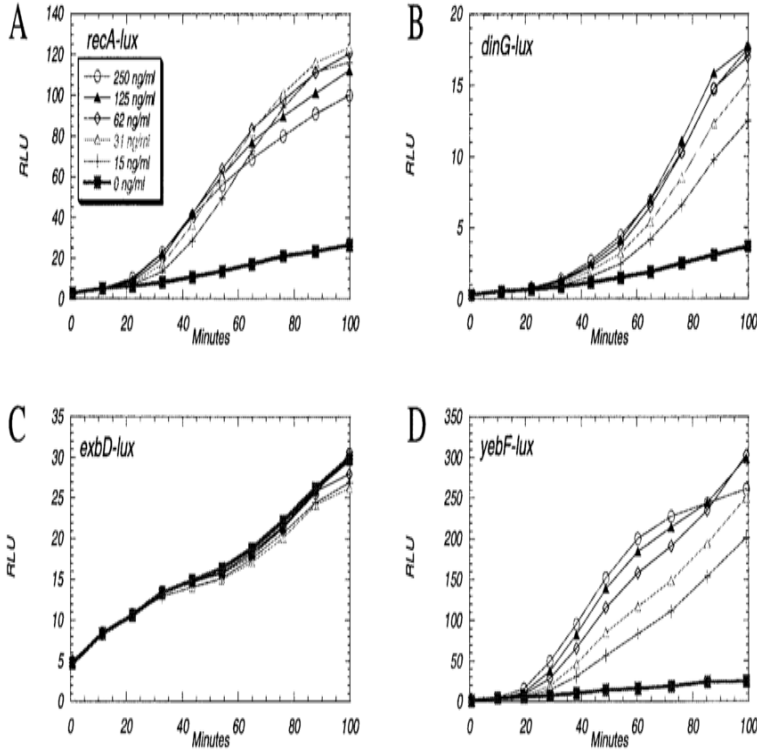 A
recA-lux
140
120
100
80
60
40
20
0
RLU
250 ng/ml
125 ng/ml
62 ng/ml
31 ng/ml
15 ng/ml
0 ng/ml
0 20 40 60 80 100
Minutes
B
dinG-lux
20
15
10
5
0
RLU
0 20 40 60 80 100
Minutes
C
exbD-lux
35
30
25
20
15
10
5
0
RLU
0 20 40 60 80 100
Minutes
D
yebF-lux
350
300
250
200
150
100
50
0
RLU
0 20 40 60 80 100
Minutes